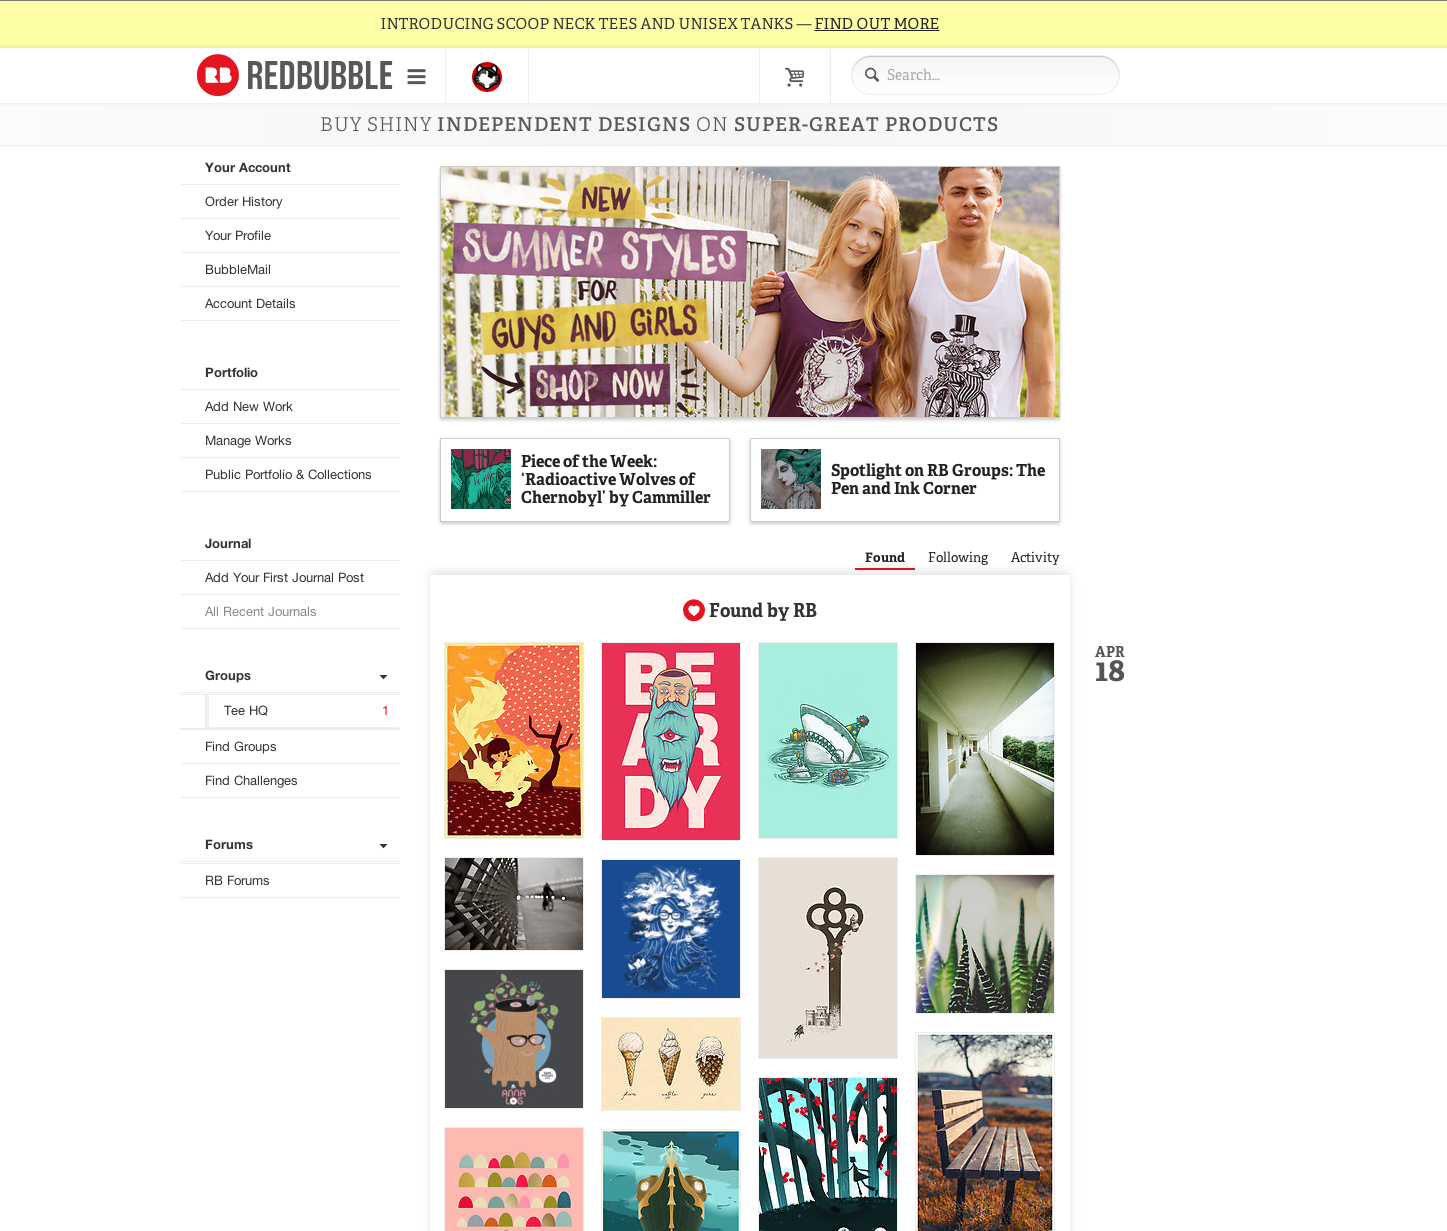 INTRODUCING SCOOP NECK TEES AND UNISEX TANKS — FIND OUT MORE
RB REDBUBBLE
Search...
BUY SHINY INDEPENDENT DESIGNS ON SUPER-GREAT PRODUCTS
Your Account
Order History
Your Profile
BubbleMail
Account Details
Portfolio
Add New Work
Manage Works
Public Portfolio & Collections
Journal
Add Your First Journal Post
All Recent Journals
Groups
Tee HQ 1
Find Groups
Find Challenges
Forums
RB Forums
NEW
SUMMER STYLES
FOR
GUYS AND GiRLS
SHOP NOW
Piece of the Week:
‘Radioactive Wolves of
Chernobyl’ by Cammiller
Spotlight on RB Groups: The
Pen and Ink Corner
Found Following Activity
Found by RB
APR
18
BE
AR
DY
ANNA
LOG